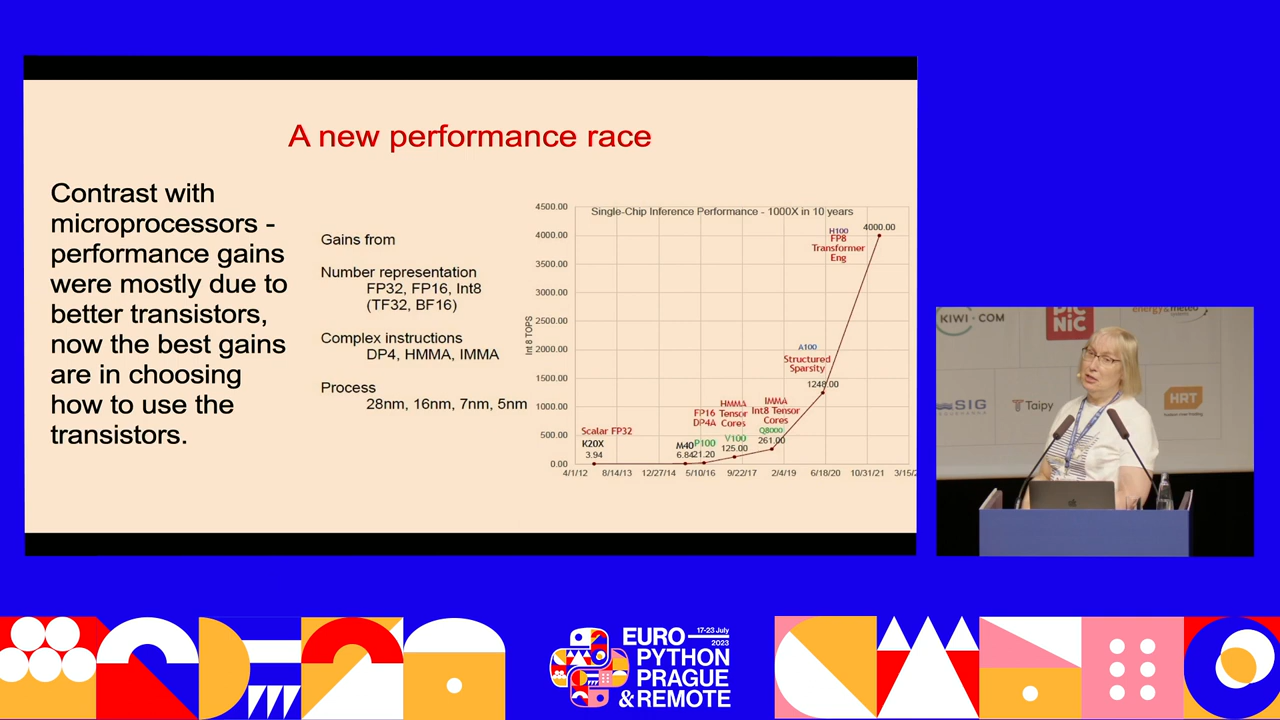 A new performance race
Contrast with
microprocessors -
performance gains
were mostly due to
better transistors,
now the best gains
are in choosing
how to use the
transistors.
Gains from
Number representation
FP32, FP16, Int8
(TF32, BF16)
Complex instructions
DP4, HMMA, IMMA
Process
28nm, 16nm, 7nm, 5nm
Single-Chip Inference Performance - 1000X in 10 years
Int 8 TOPS
4500.00
4000.00
3500.00
3000.00
2500.00
2000.00
1500.00
1000.00
500.00
0.00
4/1/12
8/14/13
12/27/14
5/10/16
9/22/17
2/4/19
6/18/20
10/31/21
3/15/2
Scalar FP32
K20X
3.94
M40
6.84
FP16
DP4A
P100
21.20
HMMA
Tensor
Cores
V100
125.00
IMMA
Int8 Tensor
Cores
Q8000
261.00
A100
Structured
Sparsity
1248.00
H100
FP8
Transformer
Eng
4000.00
KIWI.COM
PIC
NIC
energy & meteo
systems
SIG
Taipy
HRT
EURO
PYTHON
PRAGUE
& REMOTE
17-23 July
2023